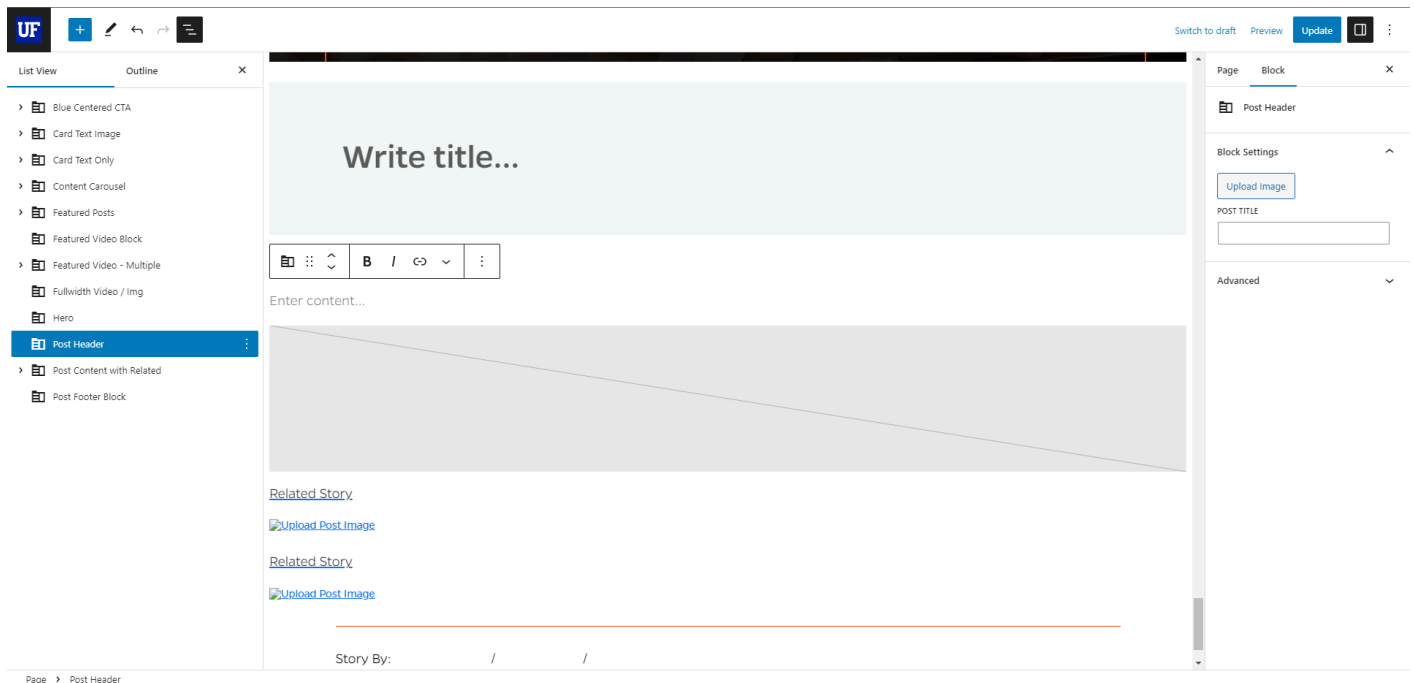 UF
Switch to draft Preview Update
List View Outline
Blue Centered CTA
Card Text Image
Card Text Only
Content Carousel
Featured Posts
Featured Video Block
Featured Video - Multiple
Fullwidth Video / Img
Hero
Post Header
Post Content with Related
Post Footer Block
Write title...
B I
Enter content...
Related Story
Upload Post Image
Related Story
Upload Post Image
Story By: / /
Page Block
Post Header
Block Settings
Upload Image
POST TITLE
Advanced
Page > Post Header